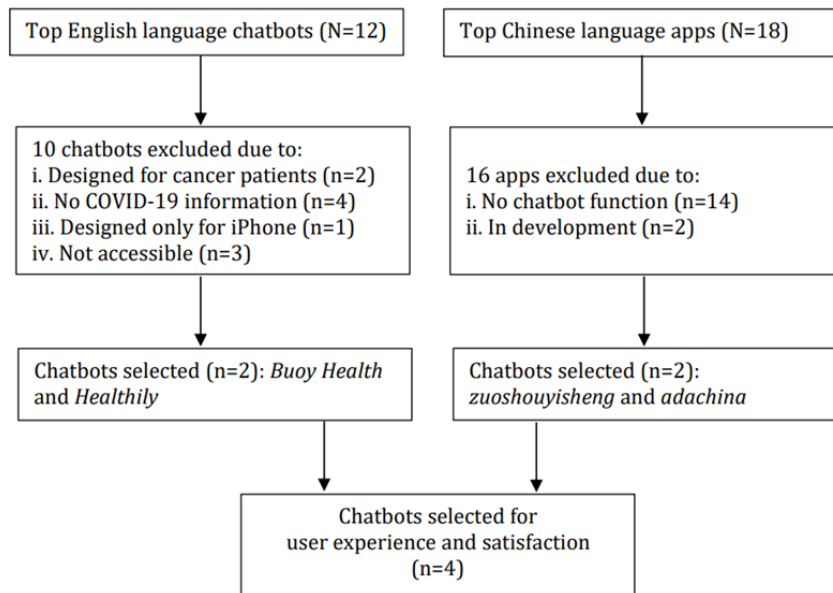 Top English language chatbots (N=12)
Top Chinese language apps (N=18)
10 chatbots excluded due to:
i. Designed for cancer patients (n=2)
ii. No COVID-19 information (n=4)
iii. Designed only for iPhone (n=1)
iv. Not accessible (n=3)
16 apps excluded due to:
i. No chatbot function (n=14)
ii. In development (n=2)
Chatbots selected (n=2): Buoy Health
and Healthily
Chatbots selected (n=2):
zuoshouyisheng and adachina
Chatbots selected for
user experience and satisfaction
(n=4)